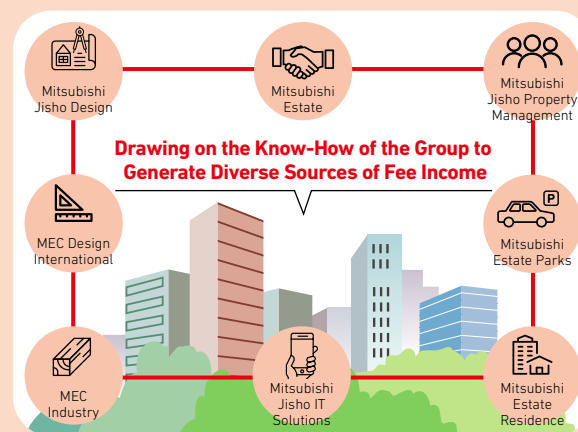 Mitsubishi
Jisho Design
Mitsubishi
Estate
Mitsubishi
Jisho Property
Management
Drawing on the Know-How of the Group to
Generate Diverse Sources of Fee Income
MEC Design
International
P
Mitsubishi
Estate Parks
MEC
Industry
Mitsubishi
Jisho IT
Solutions
Mitsubishi
Estate
Residence